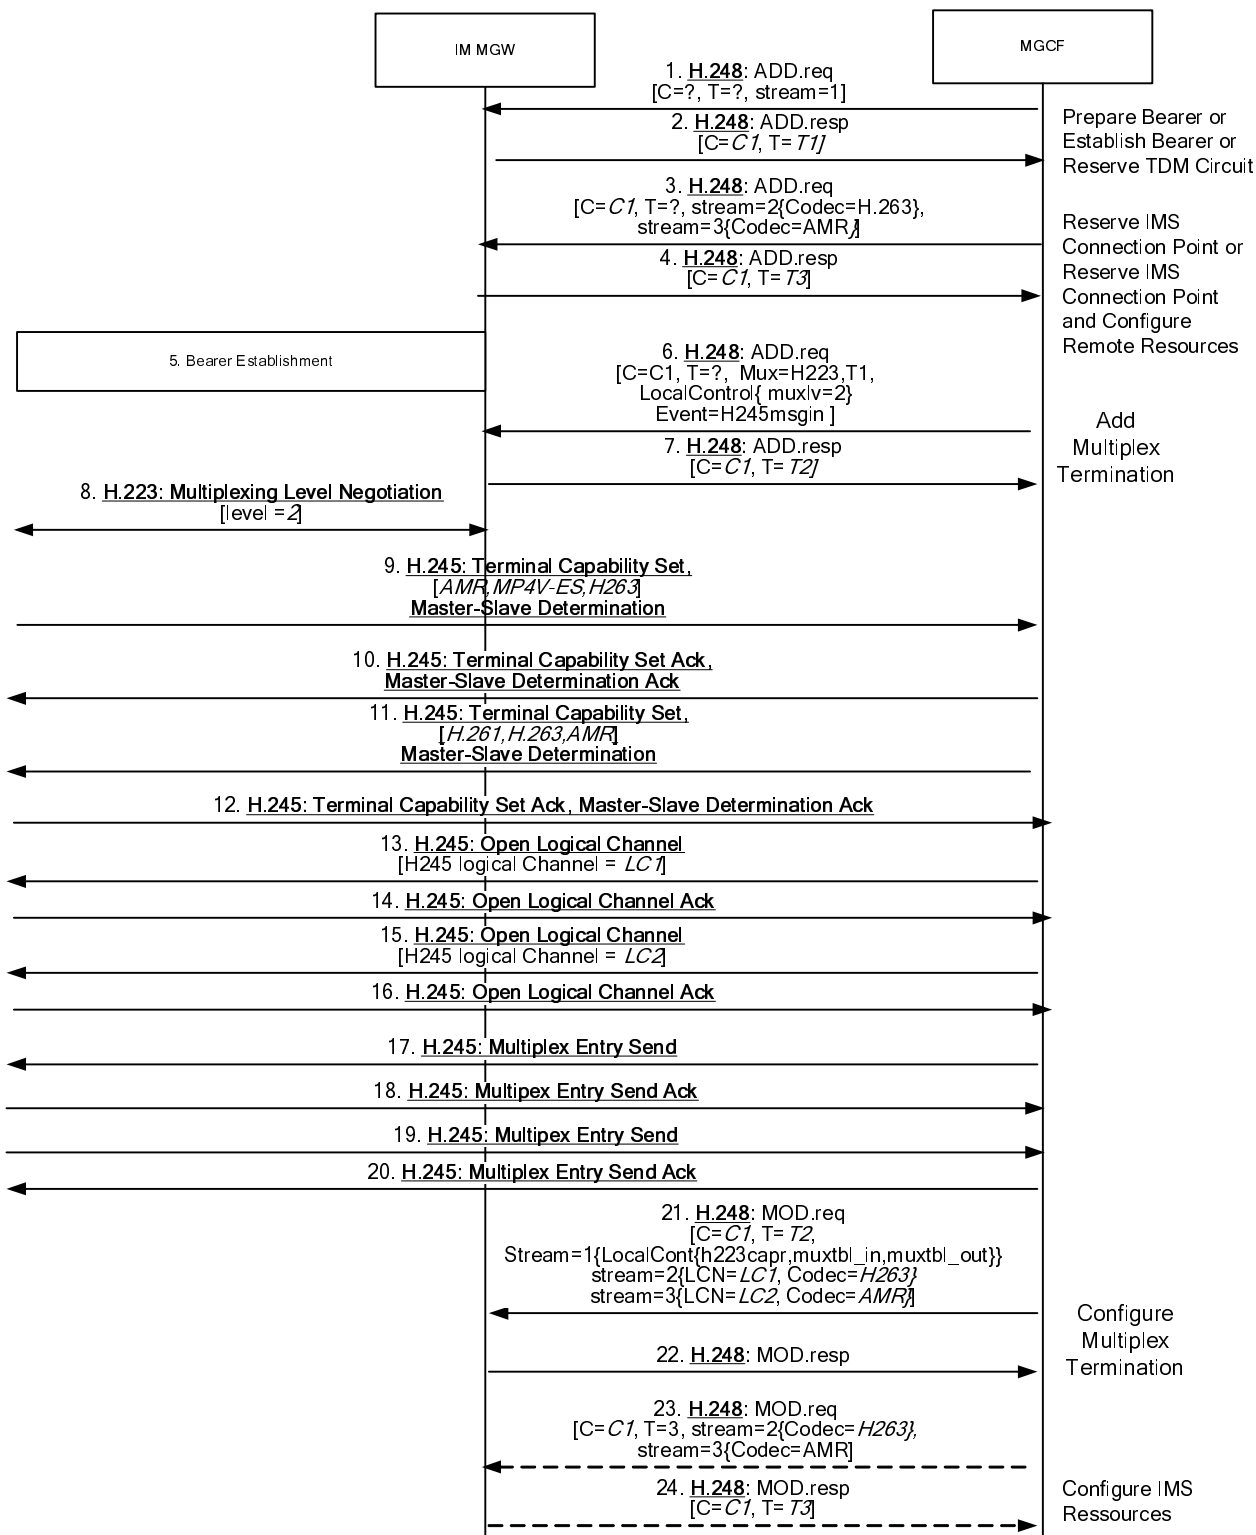 IM MGW
MGCF
1. H.248: ADD.req
[C=?, T=?, stream=1]
2. H.248: ADD.resp
[C=C1, T=T1]
Prepare Bearer or
Establish Bearer or
Reserve TDM Circuit
3. H.248: ADD.req
[C=C1, T=?, stream=2{Codec=H.263},
stream=3{Codec=AMR}]
4. H.248: ADD.resp
[C=C1, T=T3]
Reserve IMS
Connection Point or
Reserve IMS
Connection Point
and Configure
Remote Resources
5. Bearer Establishment
6. H.248: ADD.req
[C=C1, T=?, Mux=H223,T1,
LocalControl{ muxlv=2}
Event=H245msgin ]
7. H.248: ADD.resp
[C=C1, T=T2]
Add
Multiplex
Termination
8. H.223: Multiplexing Level Negotiation
[level =2]
9. H.245: Terminal Capability Set,
[AMR,MP4V-ES,H263]
Master-Slave Determination
10. H.245: Terminal Capability Set Ack,
Master-Slave Determination Ack
11. H.245: Terminal Capability Set,
[H.261,H.263,AMR]
Master-Slave Determination
12. H.245: Terminal Capability Set Ack, Master-Slave Determination Ack
13. H.245: Open Logical Channel
[H245 logical Channel = LC1]
14. H.245: Open Logical Channel Ack
15. H.245: Open Logical Channel
[H245 logical Channel = LC2]
16. H.245: Open Logical Channel Ack
17. H.245: Multiplex Entry Send
18. H.245: Multipex Entry Send Ack
19. H.245: Multipex Entry Send
20. H.245: Multiplex Entry Send Ack
21. H.248: MOD.req
[C=C1, T=T2,
Stream=1{LocalCont{h223capr,muxtbl_in,muxtbl_out}}
stream=2{LCN=LC1, Codec=H263}
stream=3{LCN=LC2, Codec=AMR}]
22. H.248: MOD.resp
Configure
Multiplex
Termination
23. H.248: MOD.req
[C=C1, T=3, stream=2{Codec=H263},
stream=3{Codec=AMR]
24. H.248: MOD.resp
[C=C1, T=T3]
Configure IMS
Ressources